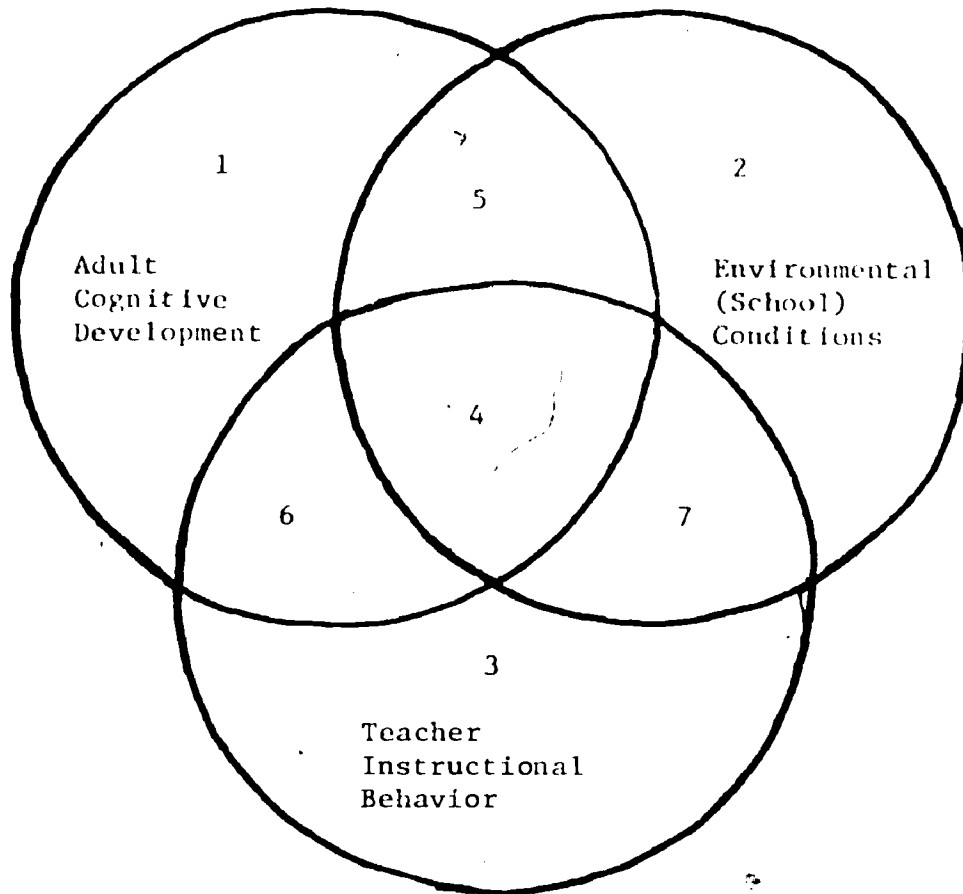 1
2
5
Adult
Cognitive
Development
Environmental
(School)
Conditions
4
6
7
3
Teacher
Instructional
Behavior